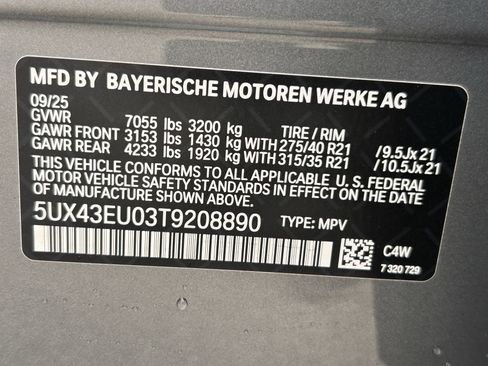 MFD BY BAYERISCHE MOTOREN WERKE AG
09/25
GVWR 7055 lbs 3200 kg TIRE / RIM
GAWR FRONT 3153 lbs 1430 kg WITH 275/40 R21 /9.5Jx21
GAWR REAR 4233 lbs 1920 kg WITH 315/35 R21 /10.5Jx21
THIS VEHICLE CONFORMS TO ALL APPLICABLE U.S. FEDERAL
MOTOR VEHICLE SAFETY STANDARDS IN EFFECT ON THE DATE
OF MANUFACTURE SHOWN ABOVE.
5UX43EU03T9208890 TYPE: MPV
C4W
7 320 729